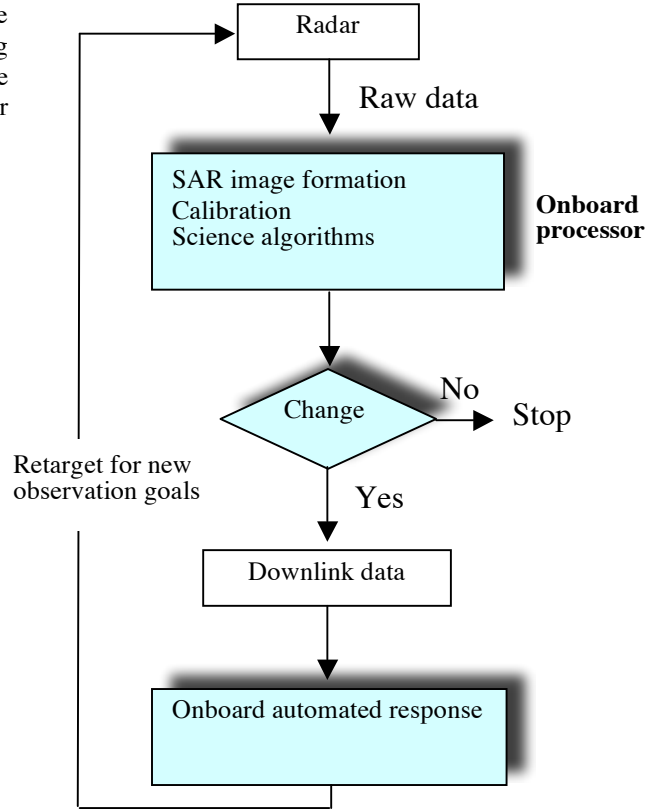 Radar
Raw data
SAR image formation
Calibration
Science algorithms
Onboard
processor
Change
No
Stop
Retarget for new
observation goals
Yes
Downlink data
Onboard automated response